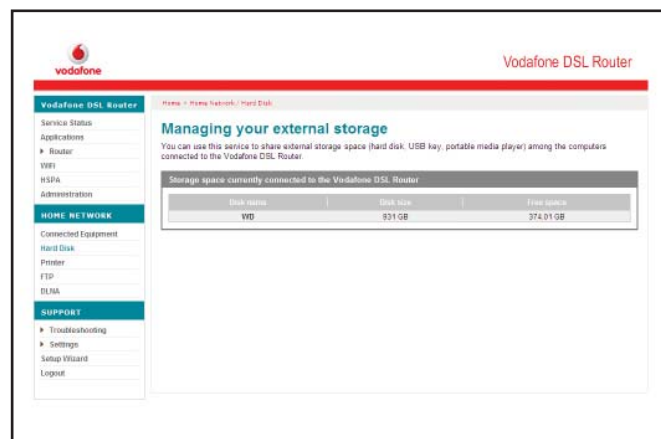 vodafone
Vodafone DSL Router
Vodafone DSL Router
Service Status
Applications
Router
WIFI
HSPA
Administration
HOME NETWORK
Connected Equipment
Hard Disk
Printer
FTP
DLNA
SUPPORT
Troubleshooting
Settings
Setup Wizard
Logout
Home > Home Network / Hard Disk
Managing your external storage
You can use this service to share external storage space (hard disk, USB key, portable media player) among the computers
connected to the Vodafone DSL Router.
Storage space currently connected to the Vodafone DSL Router
Disk name Disk size Free space
WD 931 GB 374.01 GB